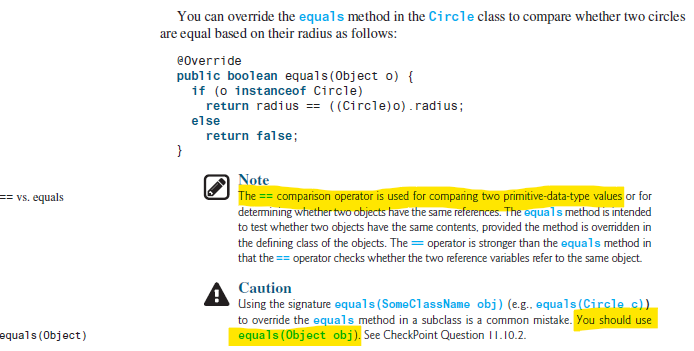 You can override the equals method in the Circle class to compare whether two circles
are equal based on their radius as follows:
@Override
public boolean equals(Object o) {
if (o instanceof Circle)
return radius == ((Circle)o).radius;
else
return false;
}
Note
== vs. equals
The == comparison operator is used for comparing two primitive-data-type values or for
determining whether two objects have the same references. The equals method is intended
to test whether two objects have the same contents, provided the method is overridden in
the defining class of the objects. The == operator is stronger than the equals method in
that the == operator checks whether the two reference variables refer to the same object.
Caution
Using the signature equals(SomeClassName obj) (e.g., equals(Circle c))
to override the equals method in a subclass is a common mistake. You should use
equals(Object)
equals(Object obj). See CheckPoint Question 11.10.2.